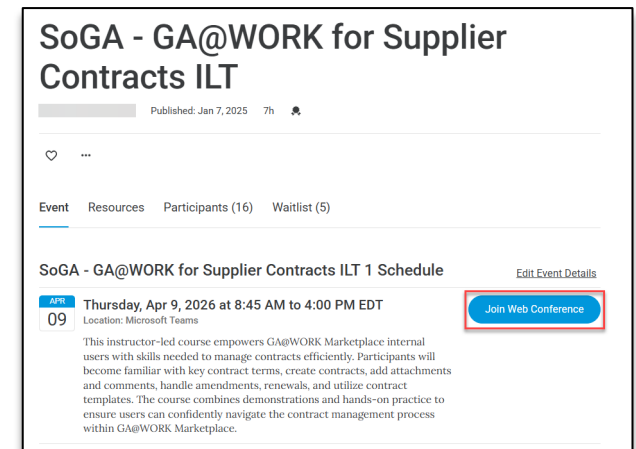 SoGA - GA@WORK for Supplier
Contracts ILT
Published: Jan 7, 2025 7h
Event Resources Participants (16) Waitlist (5)
SoGA - GA@WORK for Supplier Contracts ILT 1 Schedule Edit Event Details
APR
09
Thursday, Apr 9, 2026 at 8:45 AM to 4:00 PM EDT
Join Web Conference
Location: Microsoft Teams
This instructor-led course empowers GA@WORK Marketplace internal
users with skills needed to manage contracts efficiently. Participants will
become familiar with key contract terms, create contracts, add attachments
and comments, handle amendments, renewals, and utilize contract
templates. The course combines demonstrations and hands-on practice to
ensure users can confidently navigate the contract management process
within GA@WORK Marketplace.